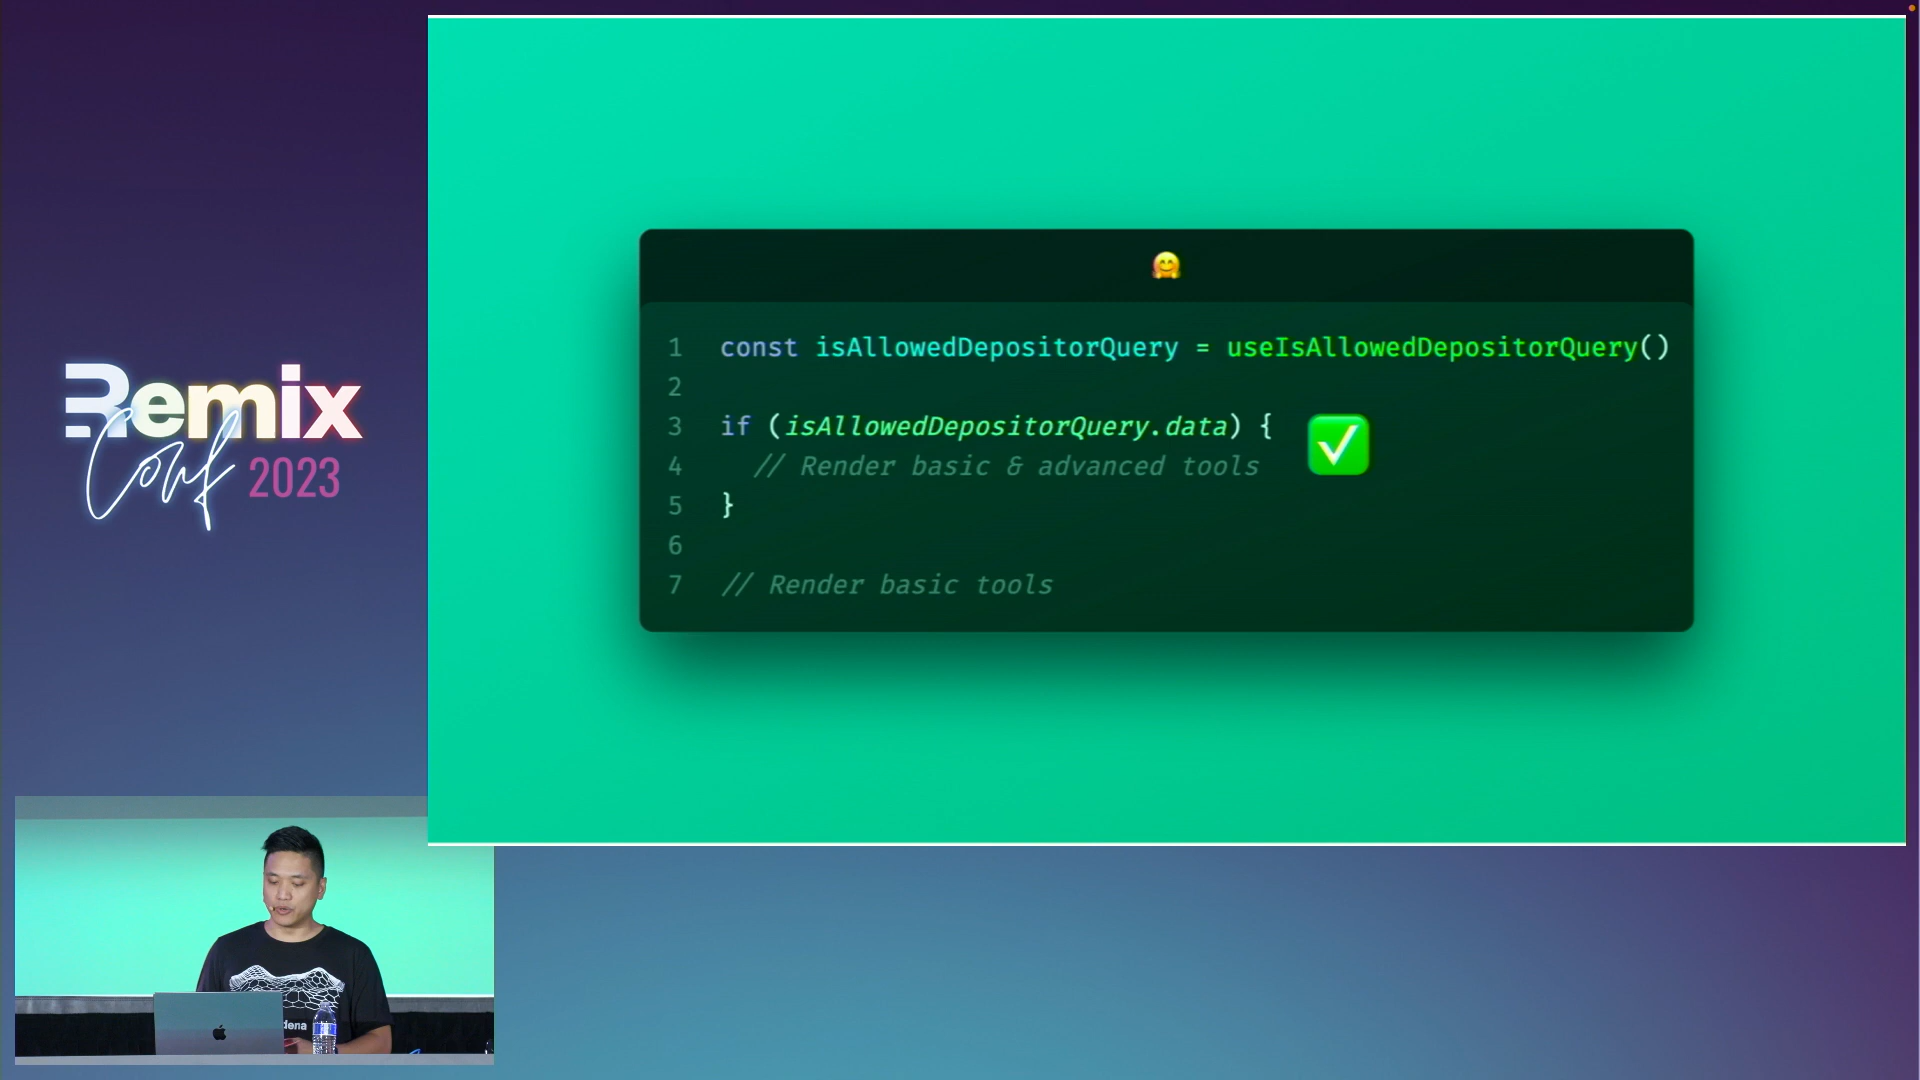 Remix
Conf 2023
1 const isAllowedDepositorQuery = useIsAllowedDepositorQuery()
2
3 if (isAllowedDepositorQuery.data) {
4 // Render basic & advanced tools
5 }
6
7 // Render basic tools
dena